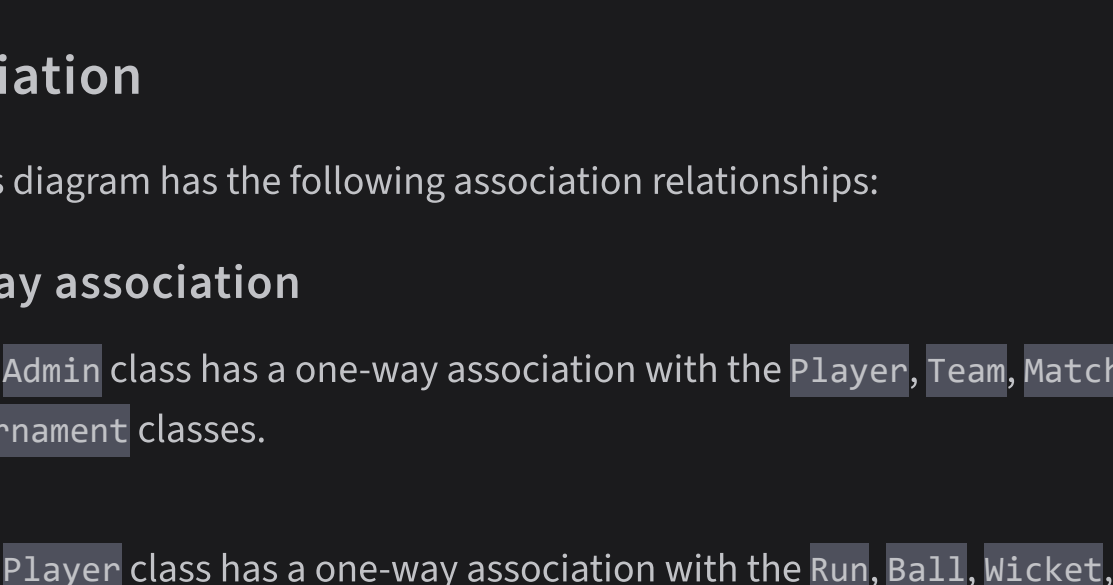 iation
s diagram has the following association relationships:
ay association
Admin class has a one-way association with the Player, Team, Match
rnament classes.
Player class has a one-way association with the Run, Ball, Wicket